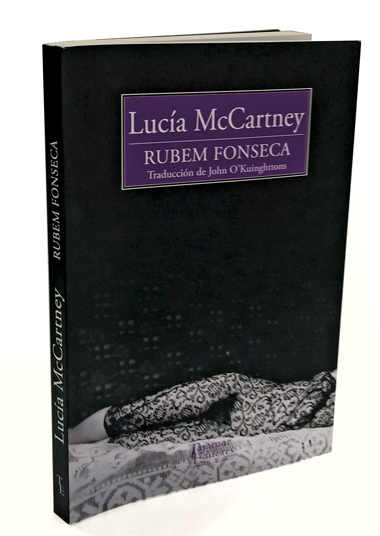 Lucía McCartney
RUBEM FONSECA
Traducción de John O'Kuinghttons
Lucía McCartney RUBEM FONSECA